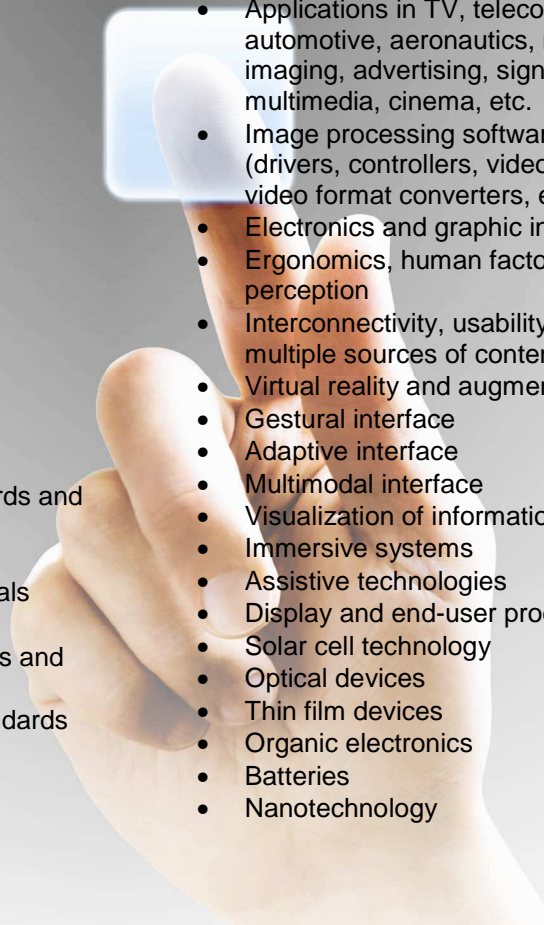 rds and
als
s and
dards
• Applications in TV, teleco
automotive, aeronautics,
imaging, advertising, sign
multimedia, cinema, etc.
• Image processing softwar
(drivers, controllers, video
video format converters, e
• Electronics and graphic in
• Ergonomics, human facto
perception
• Interconnectivity, usability
multiple sources of conter
• Virtual reality and augmer
• Gestural interface
• Adaptive interface
• Multimodal interface
• Visualization of informatio
• Immersive systems
• Assistive technologies
• Display and end-user proc
• Solar cell technology
• Optical devices
• Thin film devices
• Organic electronics
• Batteries
• Nanotechnology